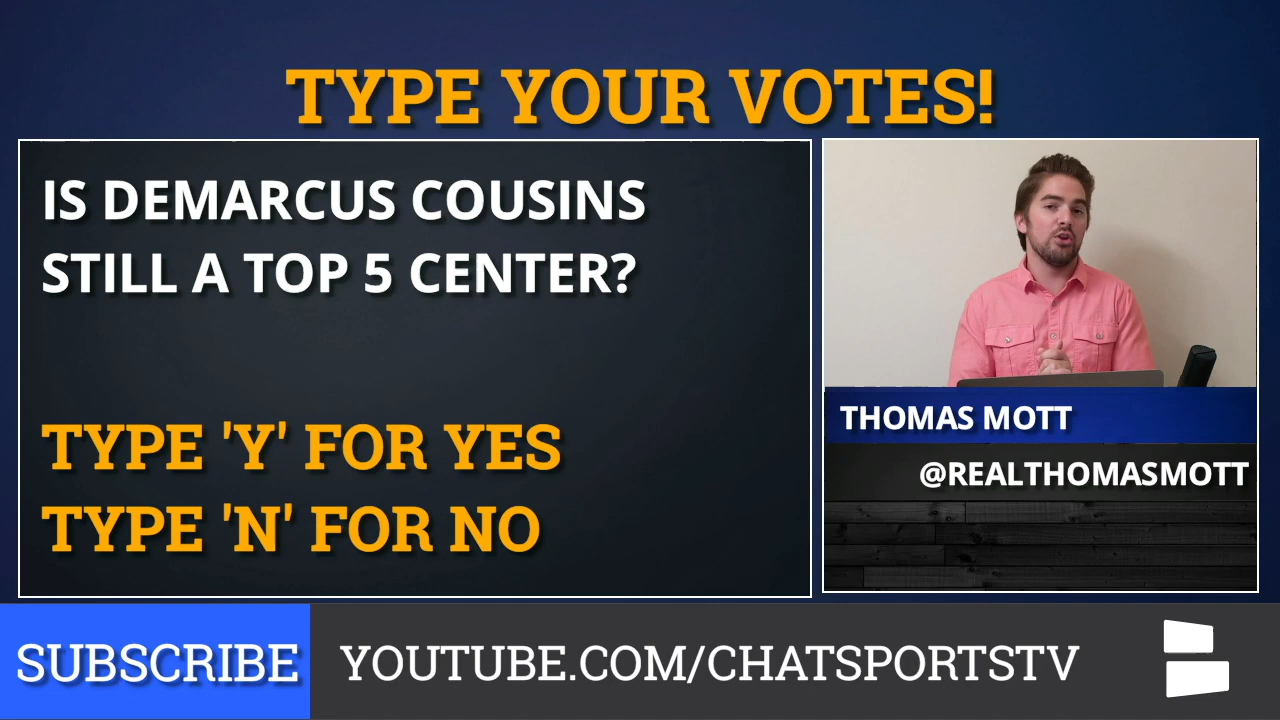 TYPE YOUR VOTES!
IS DEMARCUS COUSINS
STILL A TOP 5 CENTER?
TYPE 'Y' FOR YES
TYPE 'N' FOR NO
THOMAS MOTT
@REALTHOMASMOTT
SUBSCRIBE
YOUTUBE.COM/CHATSPORTSTV